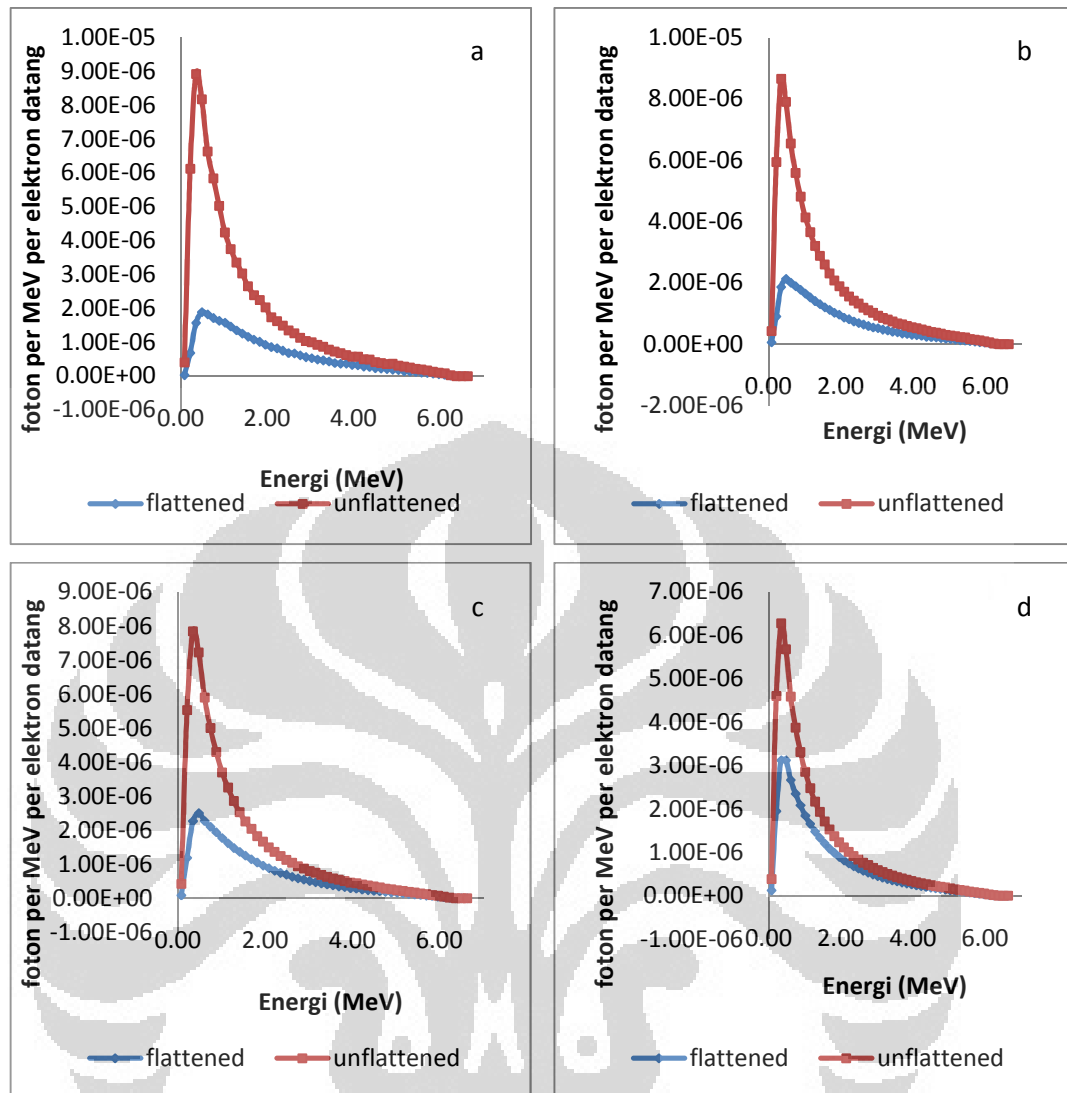 a
foton per MeV per elektron datang
1.00E-05
9.00E-06
8.00E-06
7.00E-06
6.00E-06
5.00E-06
4.00E-06
3.00E-06
2.00E-06
1.00E-06
0.00E+00
-1.00E-06
0.00 2.00 4.00 6.00
Energi (MeV)
flattened unflattened
b
foton per MeV per elektron datang
1.00E-05
8.00E-06
6.00E-06
4.00E-06
2.00E-06
0.00E+00
-2.00E-06
0.00 2.00 4.00 6.00
Energi (MeV)
flattened unflattened
c
foton per MeV per elektron datang
9.00E-06
8.00E-06
7.00E-06
6.00E-06
5.00E-06
4.00E-06
3.00E-06
2.00E-06
1.00E-06
0.00E+00
-1.00E-06
0.00 2.00 4.00 6.00
Energi (MeV)
flattened unflattened
d
foton per MeV per elektron datang
7.00E-06
6.00E-06
5.00E-06
4.00E-06
3.00E-06
2.00E-06
1.00E-06
0.00E+00
-1.00E-06
0.00 2.00 4.00 6.00
Energi (MeV)
flattened unflattened